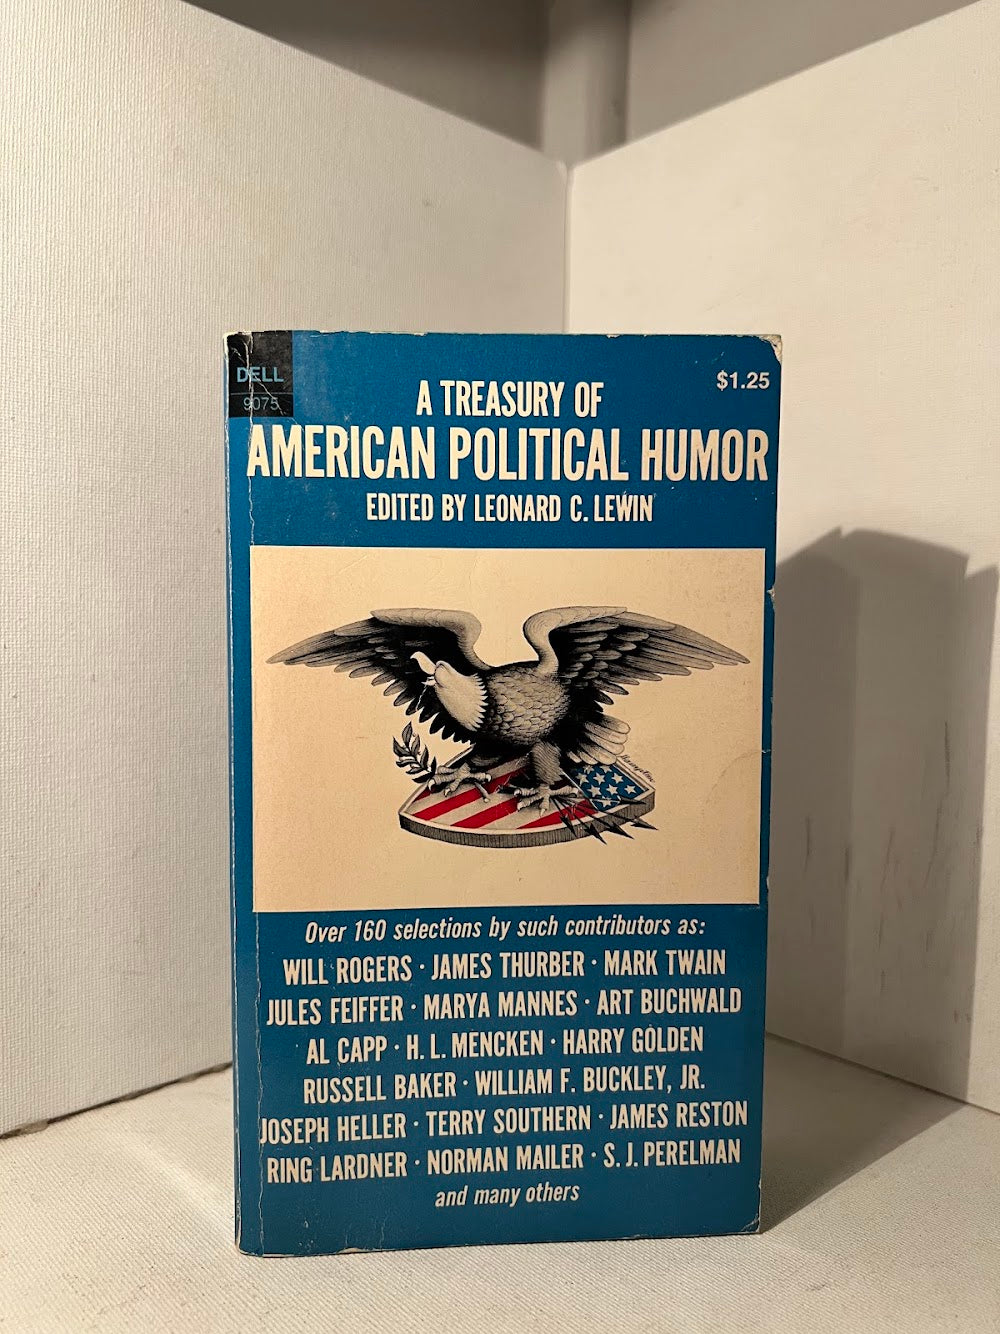 DELL
9075
$1.25
A TREASURY OF
AMERICAN POLITICAL HUMOR
EDITED BY LEONARD C. LEWIN
Over 160 selections by such contributors as:
WILL ROGERS · JAMES THURBER · MARK TWAIN
JULES FEIFFER · MARYA MANNES · ART BUCHWALD
AL CAPP · H. L. MENCKEN · HARRY GOLDEN
RUSSELL BAKER · WILLIAM F. BUCKLEY, JR.
JOSEPH HELLER · TERRY SOUTHERN · JAMES RESTON
RING LARDNER · NORMAN MAILER · S. J. PERELMAN
and many others